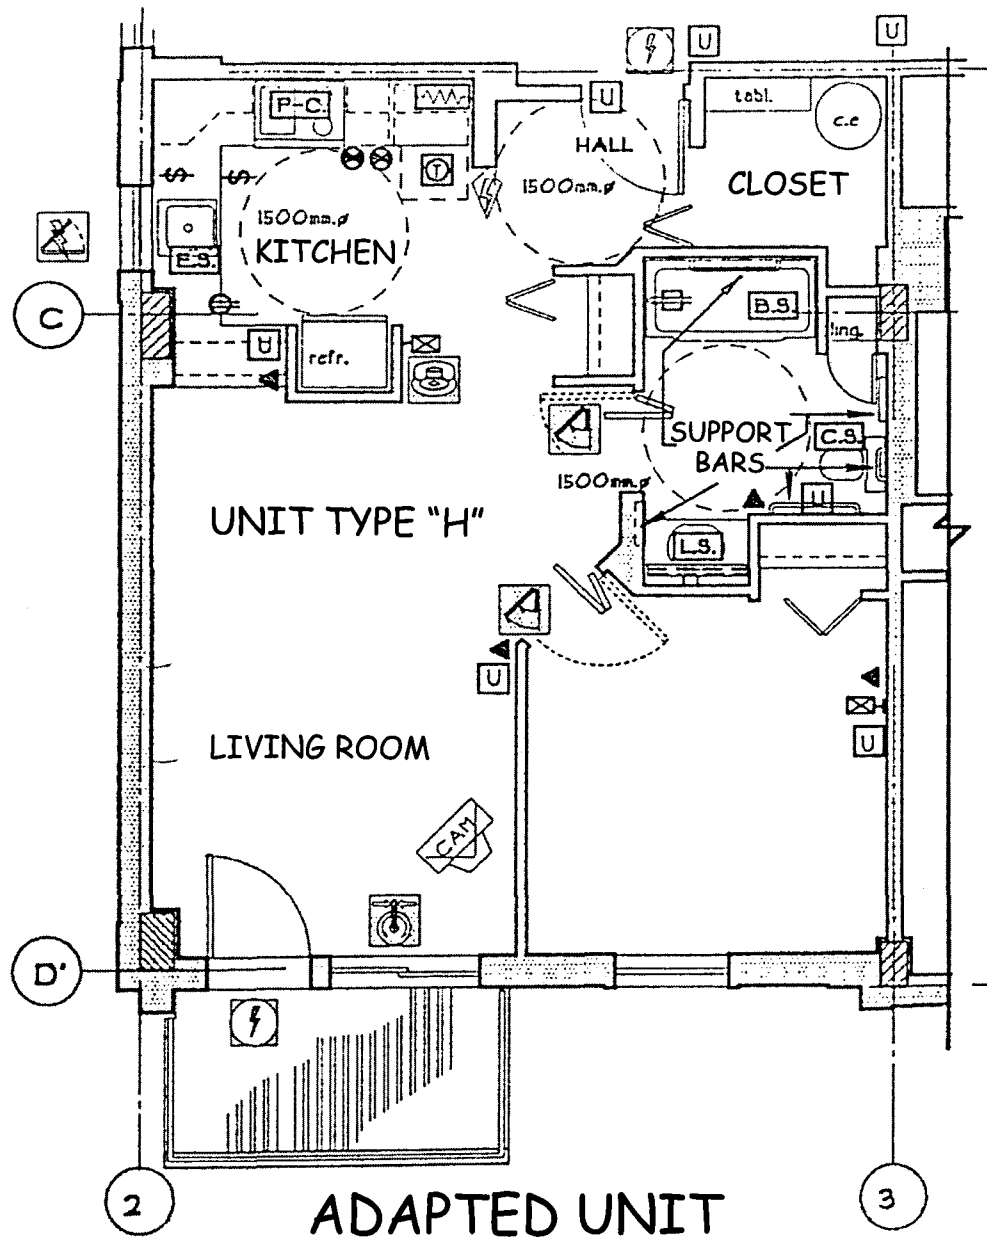 U
U
P-C.
U
tabl.
c.e
HALL
T
1500mm.ø
CLOSET
1500mm.ø
KITCHEN
E.S.
C
B.S.
ling.
U
refr.
SUPPORT
BARS
C.S.
1500mm.ø
U
UNIT TYPE "H"
L.S.
U
U
LIVING ROOM
CAM
D'
2
3
ADAPTED UNIT